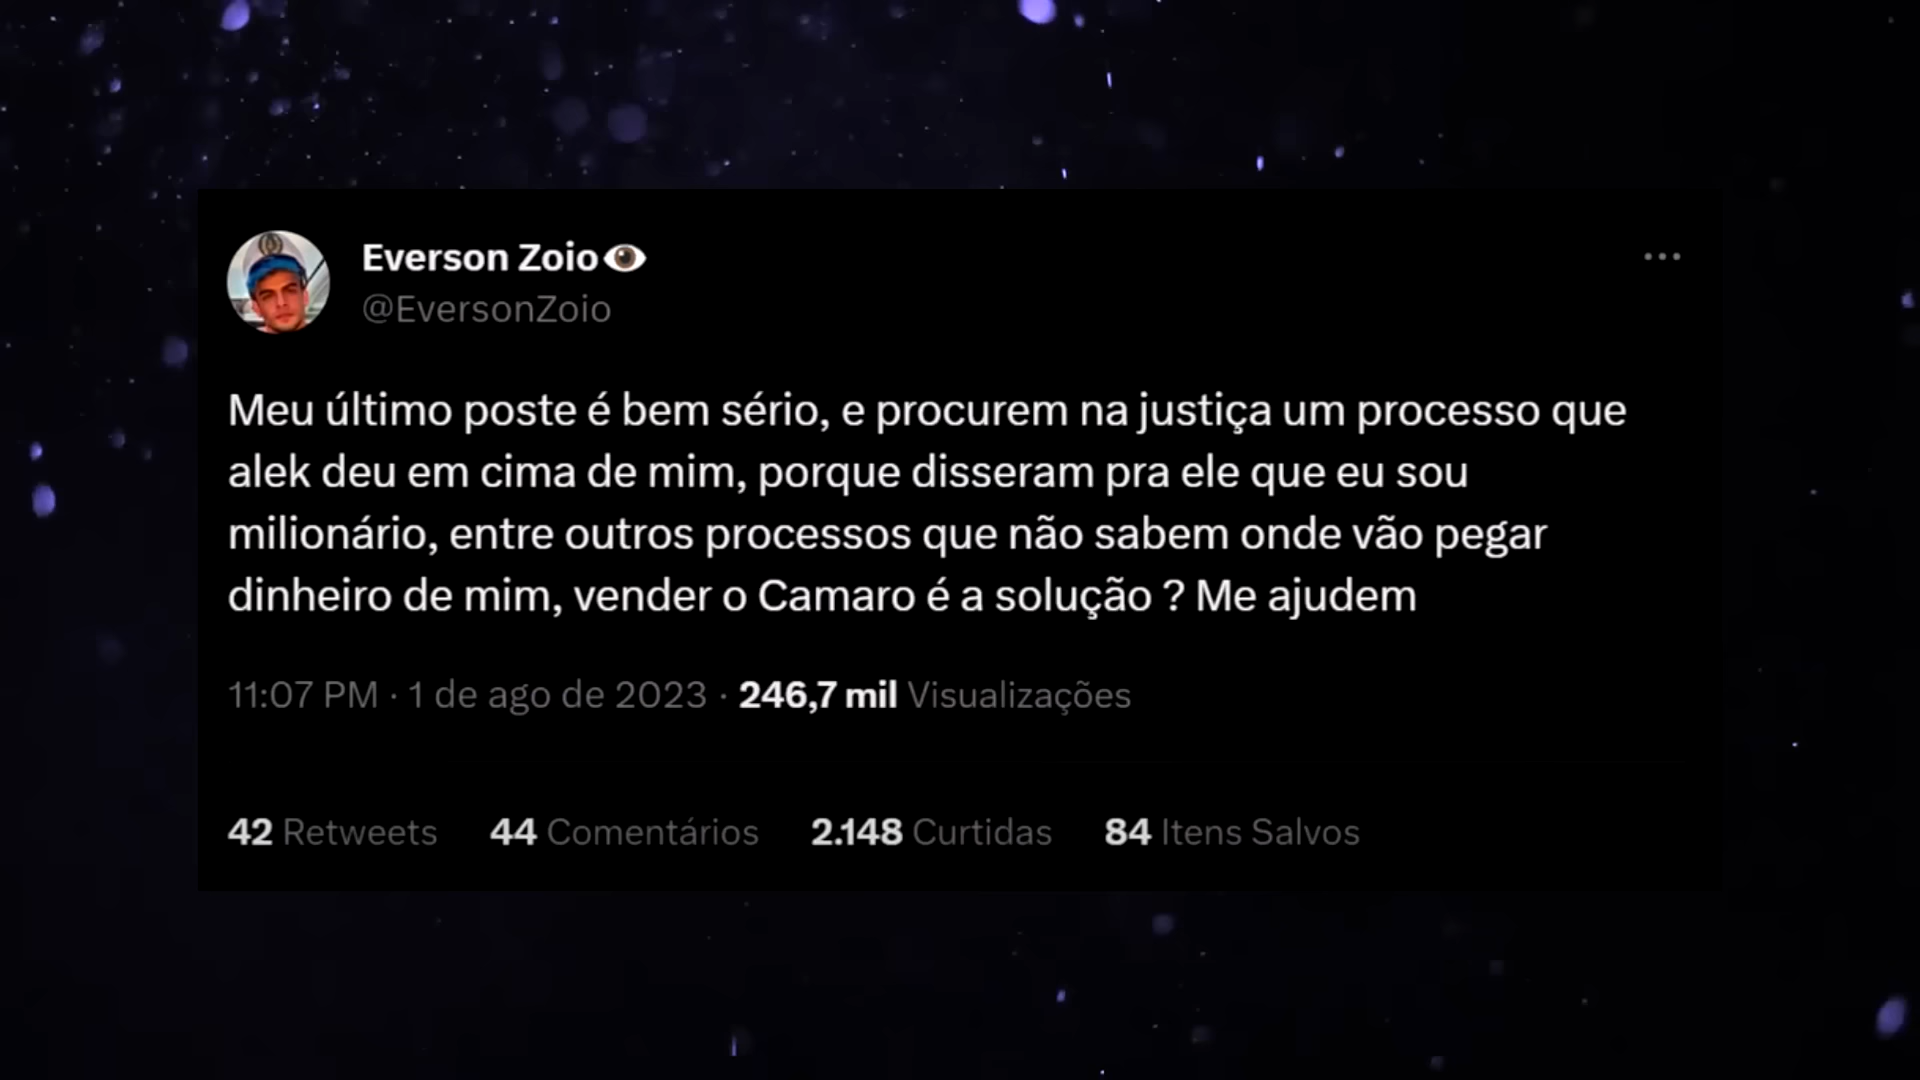 Everson Zoio👁
@EversonZoio
Meu último poste é bem sério, e procurem na justiça um processo que
alek deu em cima de mim, porque disseram pra ele que eu sou
milionário, entre outros processos que não sabem onde vão pegar
dinheiro de mim, vender o Camaro é a solução ? Me ajudem
11:07 PM · 1 de ago de 2023 · 246,7 mil Visualizações
42 Retweets 44 Comentários 2.148 Curtidas 84 Itens Salvos